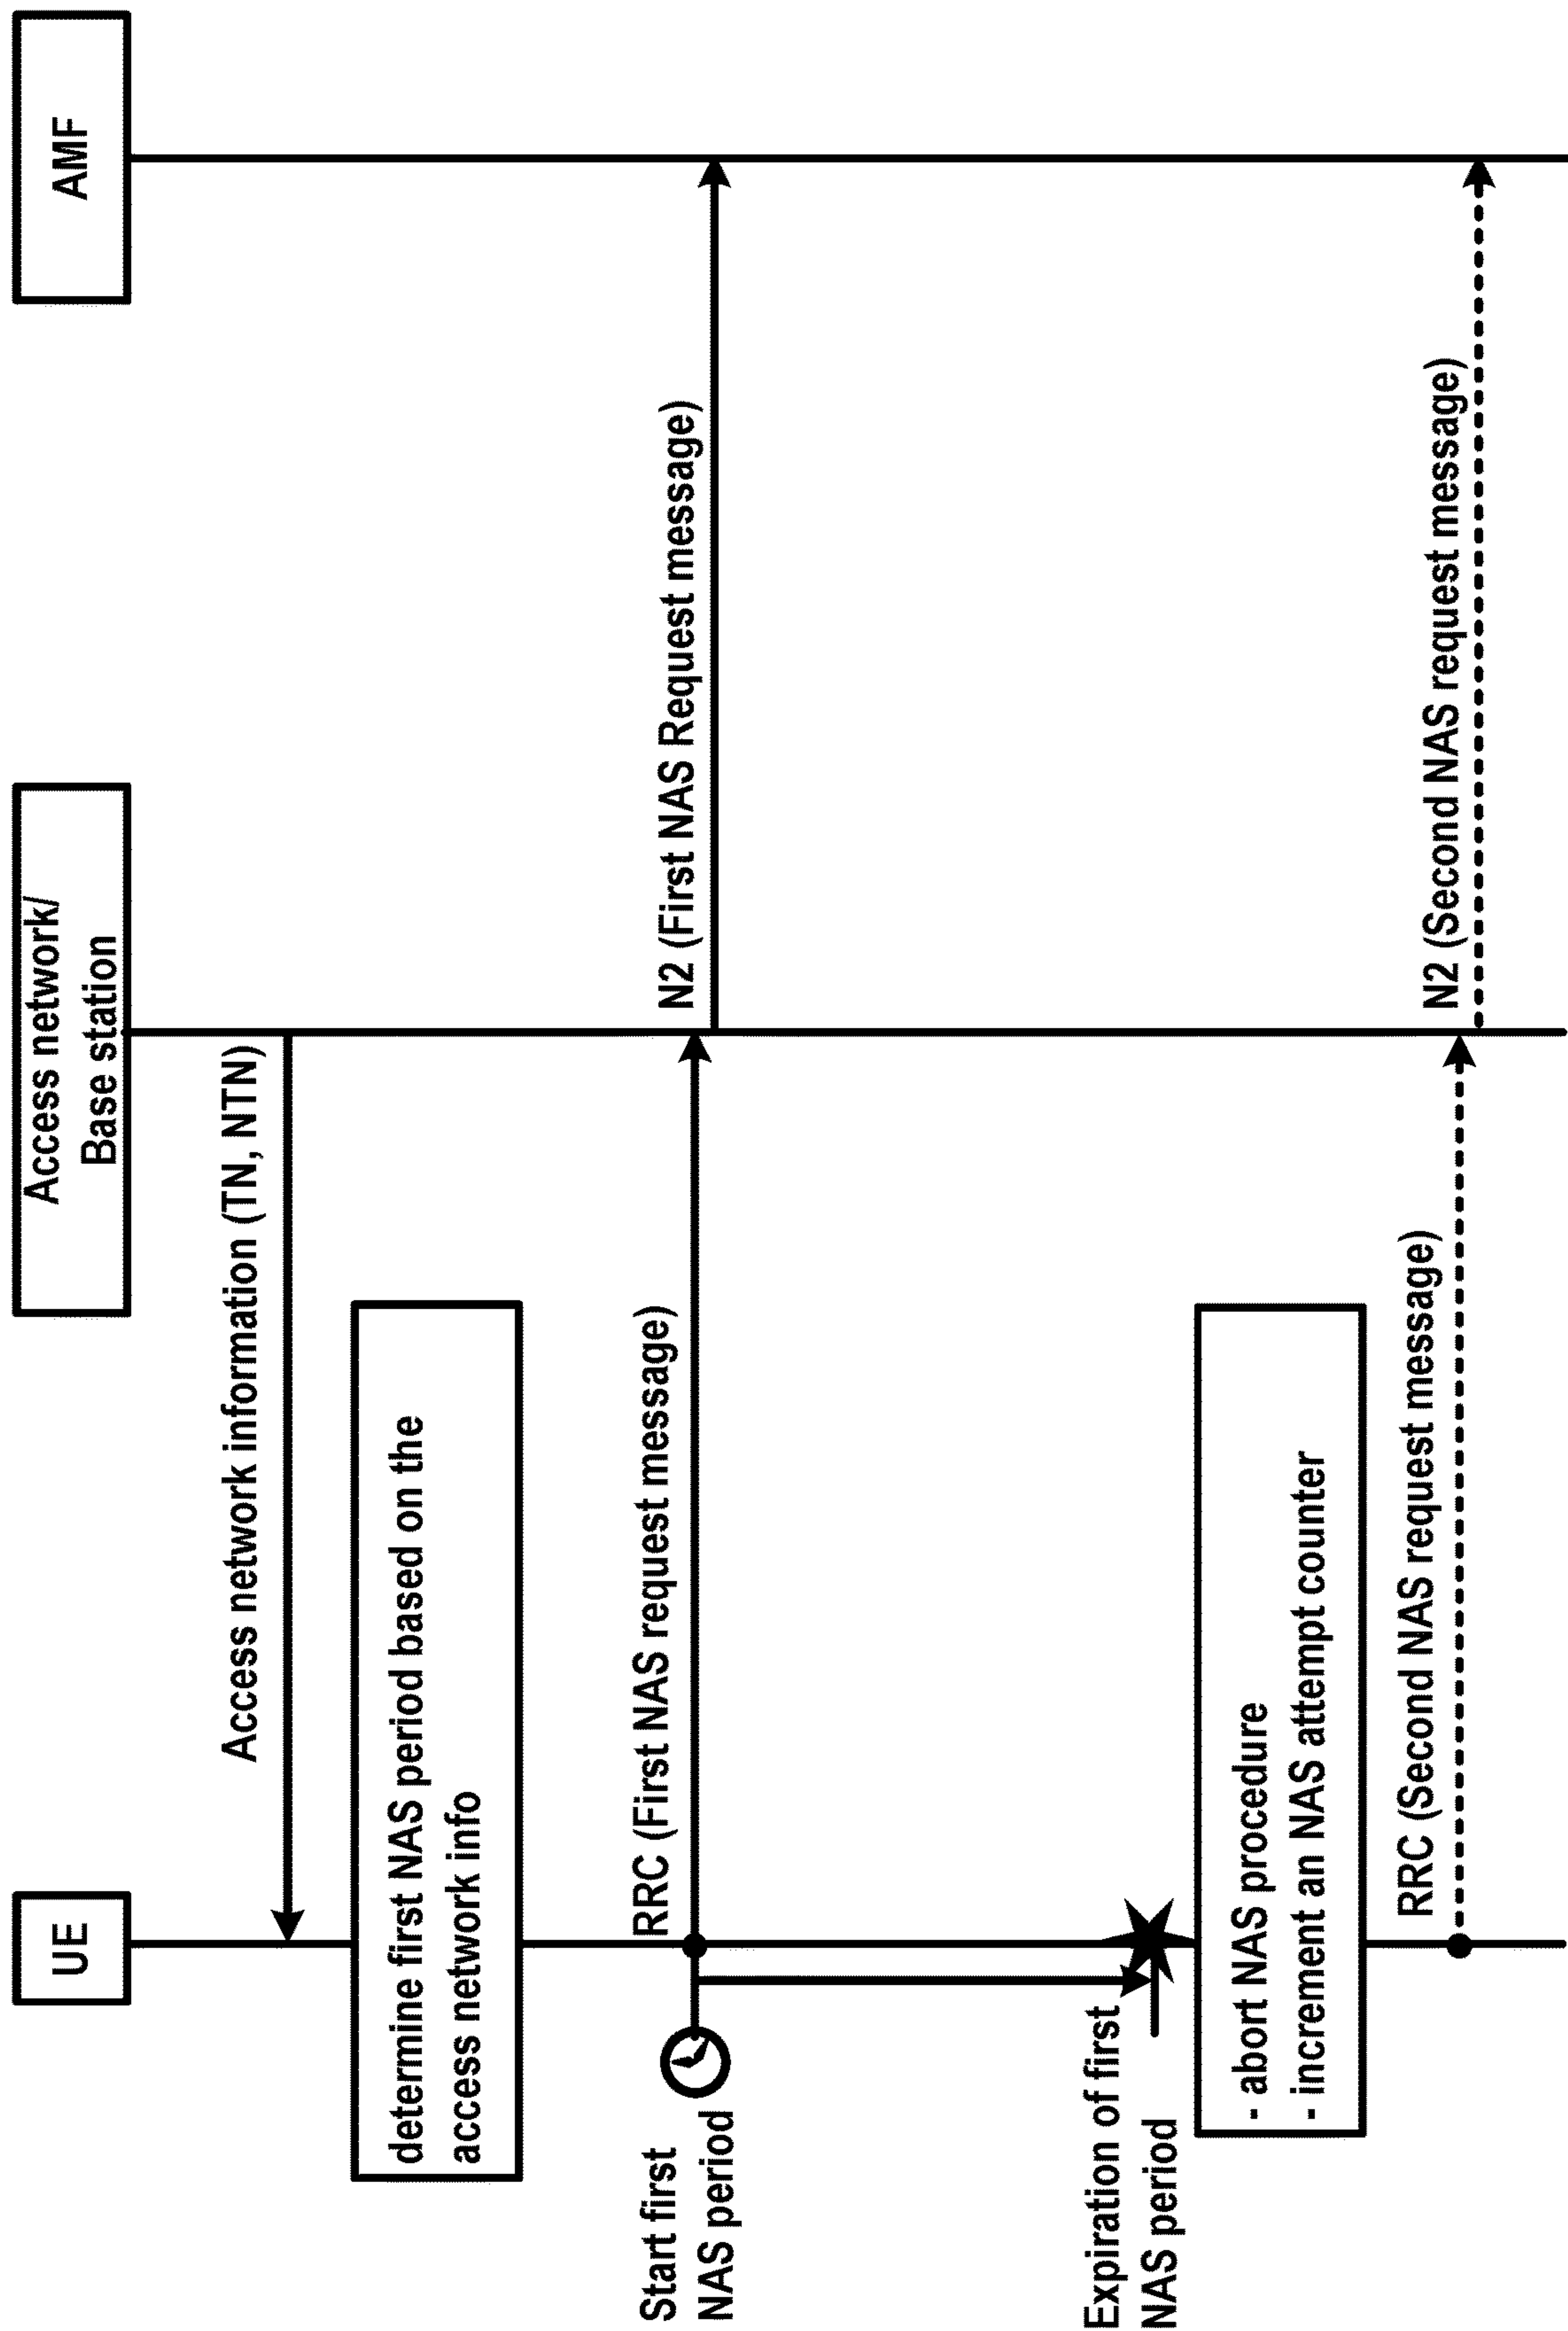 UE
Access network/
Base station
AMF
Access network information (TN, NTN)
determine first NAS period based on the
access network info
Start first
NAS period
RRC (First NAS request message)
N2 (First NAS Request message)
Expiration of first
NAS period
- abort NAS procedure
- increment an NAS attempt counter
RRC (Second NAS request message)
N2 (Second NAS request message)